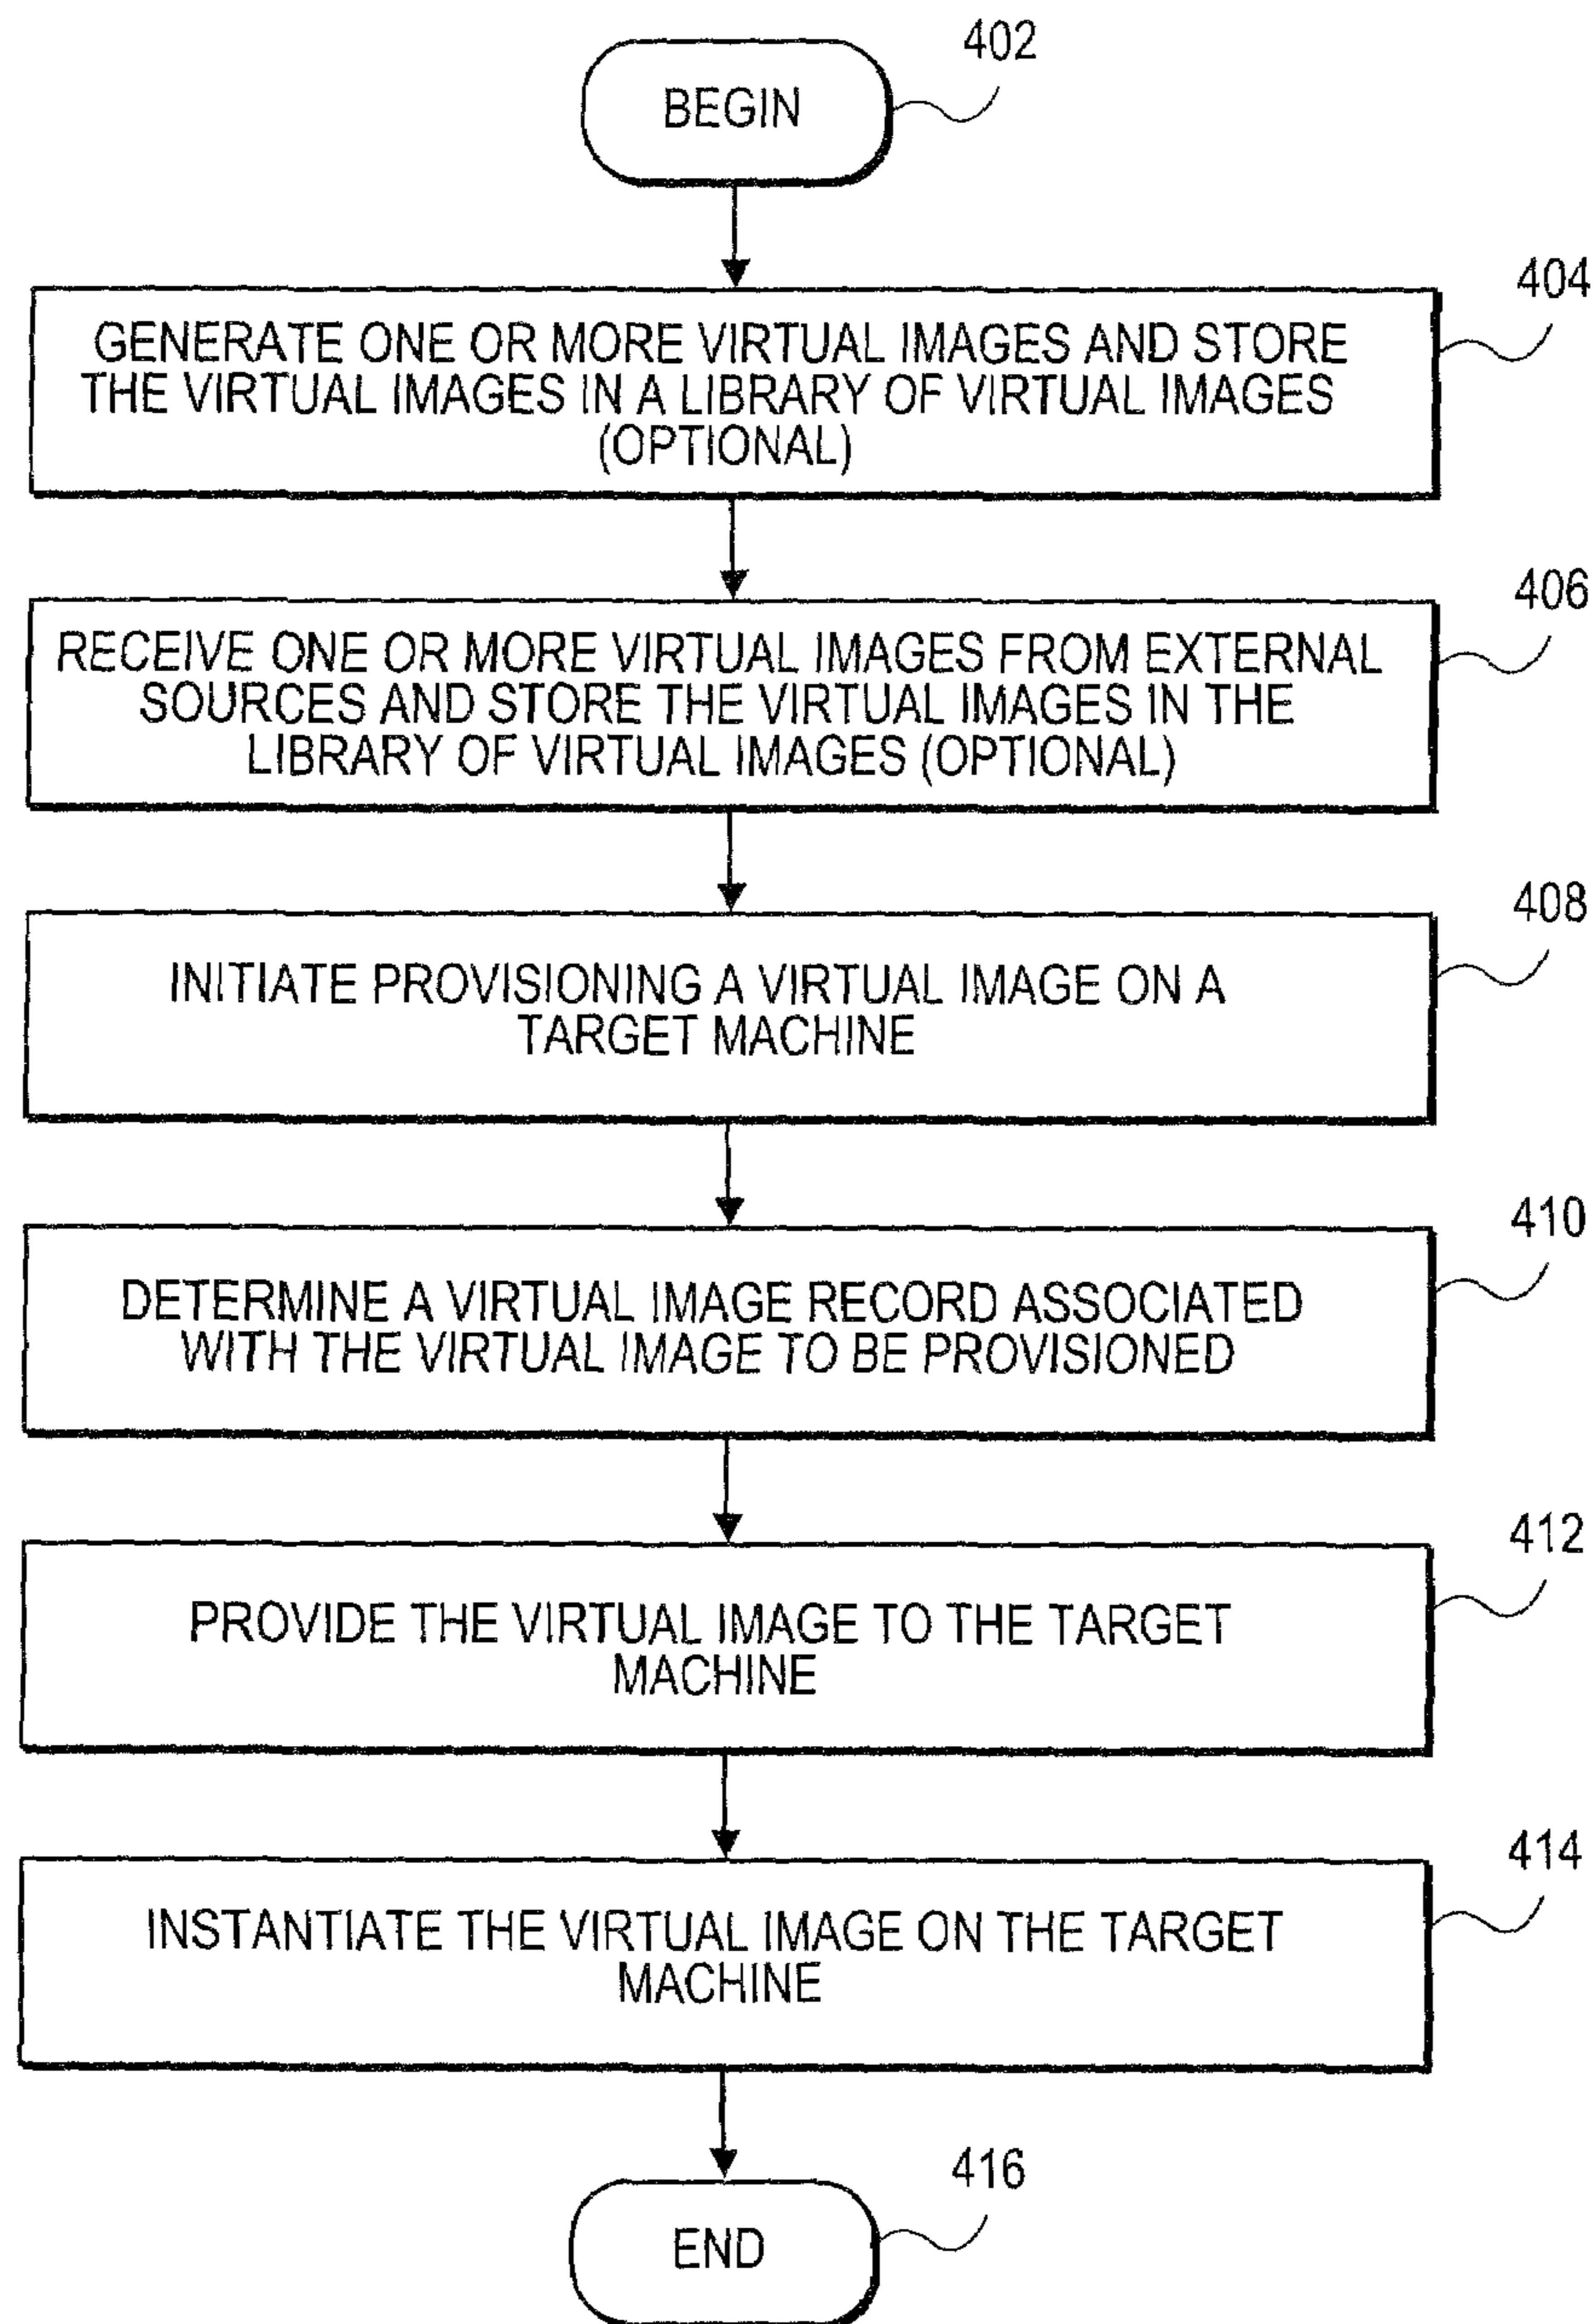 BEGIN
402
404
GENERATE ONE OR MORE VIRTUAL IMAGES AND STORE
THE VIRTUAL IMAGES IN A LIBRARY OF VIRTUAL IMAGES
(OPTIONAL)
406
RECEIVE ONE OR MORE VIRTUAL IMAGES FROM EXTERNAL
SOURCES AND STORE THE VIRTUAL IMAGES IN THE
LIBRARY OF VIRTUAL IMAGES (OPTIONAL)
408
INITIATE PROVISIONING A VIRTUAL IMAGE ON A
TARGET MACHINE
410
DETERMINE A VIRTUAL IMAGE RECORD ASSOCIATED
WITH THE VIRTUAL IMAGE TO BE PROVISIONED
412
PROVIDE THE VIRTUAL IMAGE TO THE TARGET
MACHINE
414
INSTANTIATE THE VIRTUAL IMAGE ON THE TARGET
MACHINE
416
END